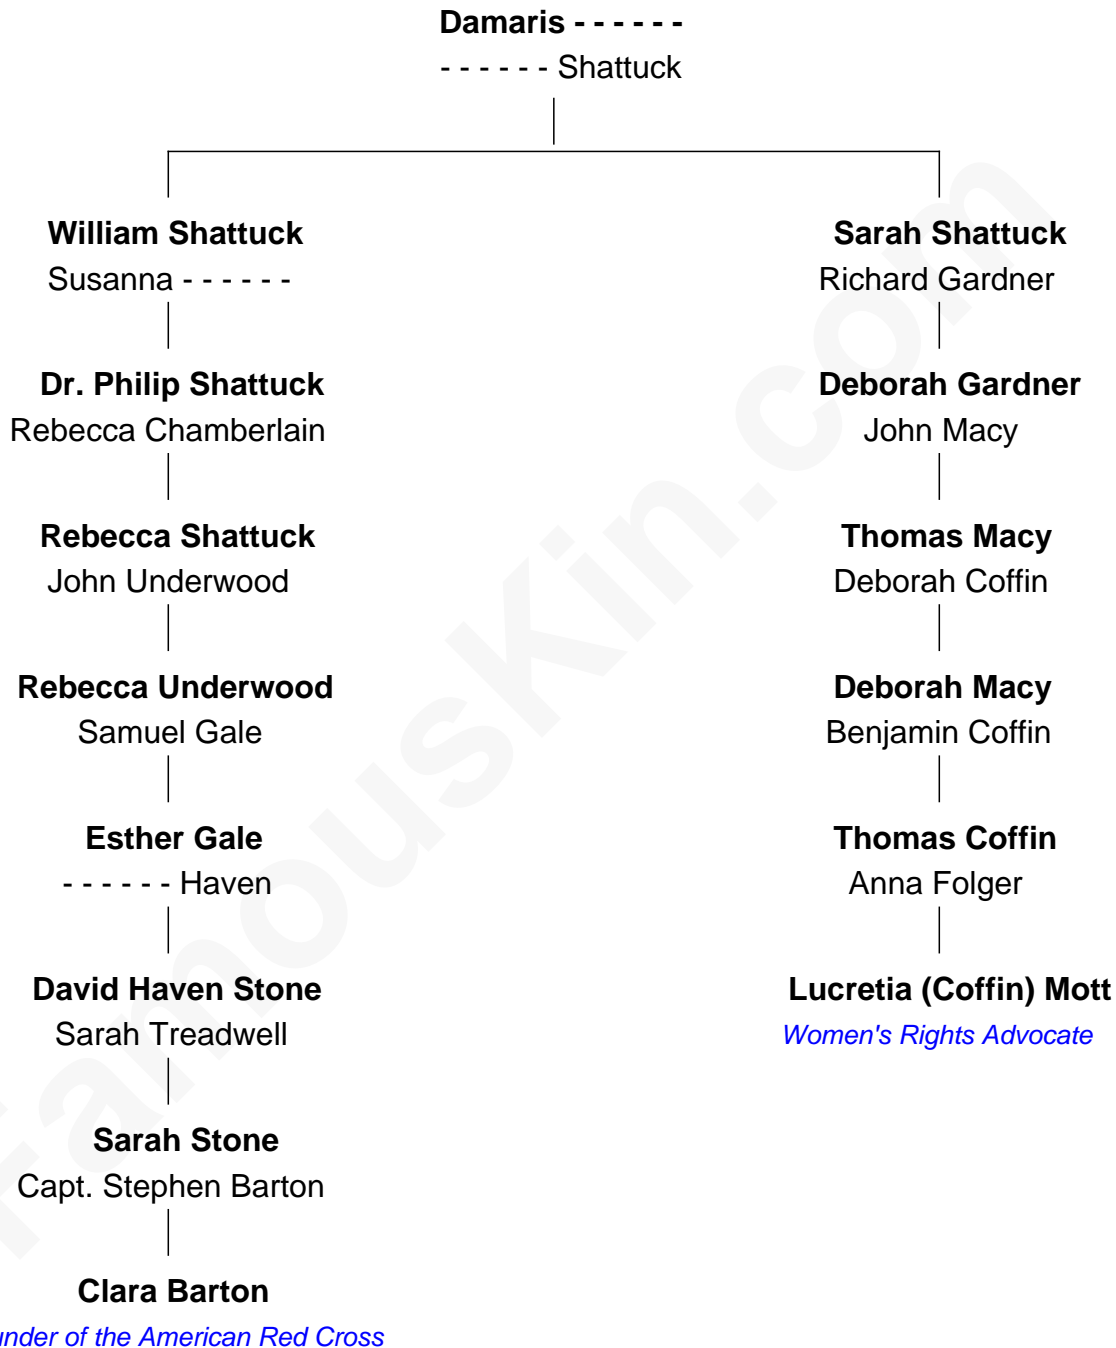 Damaris - - - - - -
- - - - - - Shattuck
William Shattuck
Susanna - - - - - -
Sarah Shattuck
Richard Gardner
Dr. Philip Shattuck
Rebecca Chamberlain
Deborah Gardner
John Macy
Rebecca Shattuck
John Underwood
Thomas Macy
Deborah Coffin
Rebecca Underwood
Samuel Gale
Deborah Macy
Benjamin Coffin
Esther Gale
- - - - - - Haven
Thomas Coffin
Anna Folger
David Haven Stone
Sarah Treadwell
Lucretia (Coffin) Mott
Women's Rights Advocate
Sarah Stone
Capt. Stephen Barton
Clara Barton
under of the American Red Cross
FamousKin.com